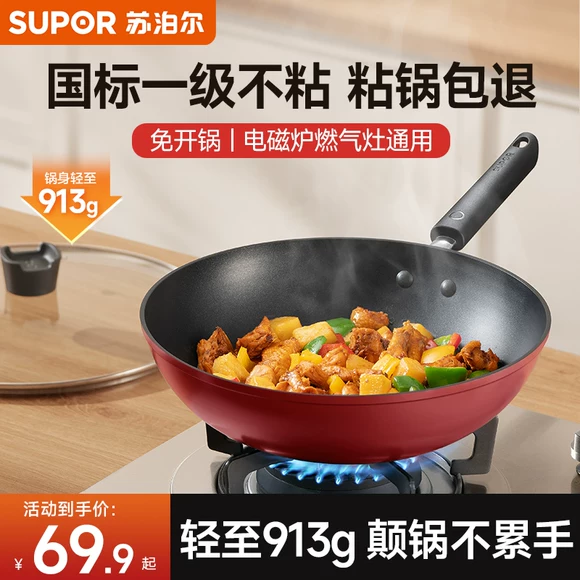 SUPOR 苏泊尔
国标一级不粘 粘锅包退
免开锅 | 电磁炉燃气灶通用
锅身轻至
913g
SUPOR
活动到手价:
¥69.9起
轻至913g 颠锅不累手